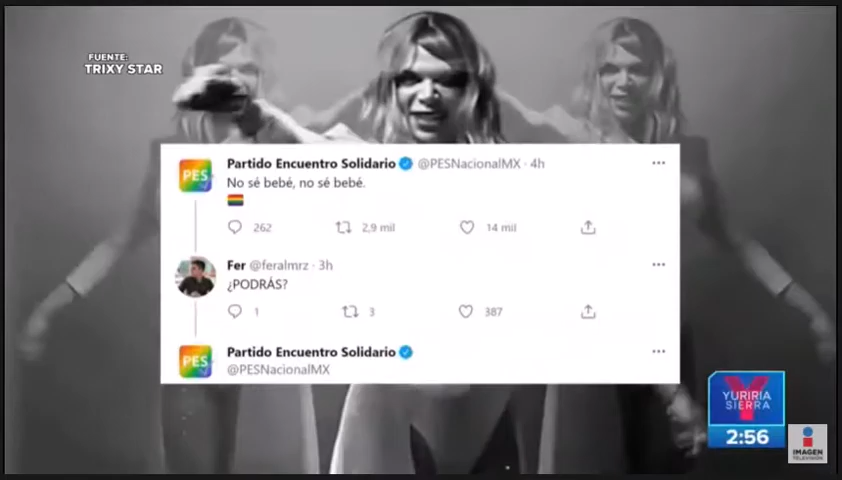 FUENTE:
TRIXY STAR
PES
Partido Encuentro Solidario @PESNacionalMX · 4h
No sé bebé, no sé bebé.
262 2,9 mil 14 mil
Fer @feralmrz · 3h
¿PODRÁS?
1 3 387
PES
Partido Encuentro Solidario
@PESNacionalMX
Y
YURIRIA
SIERRA
2:56
IMAGEN
TELEVISIÓN